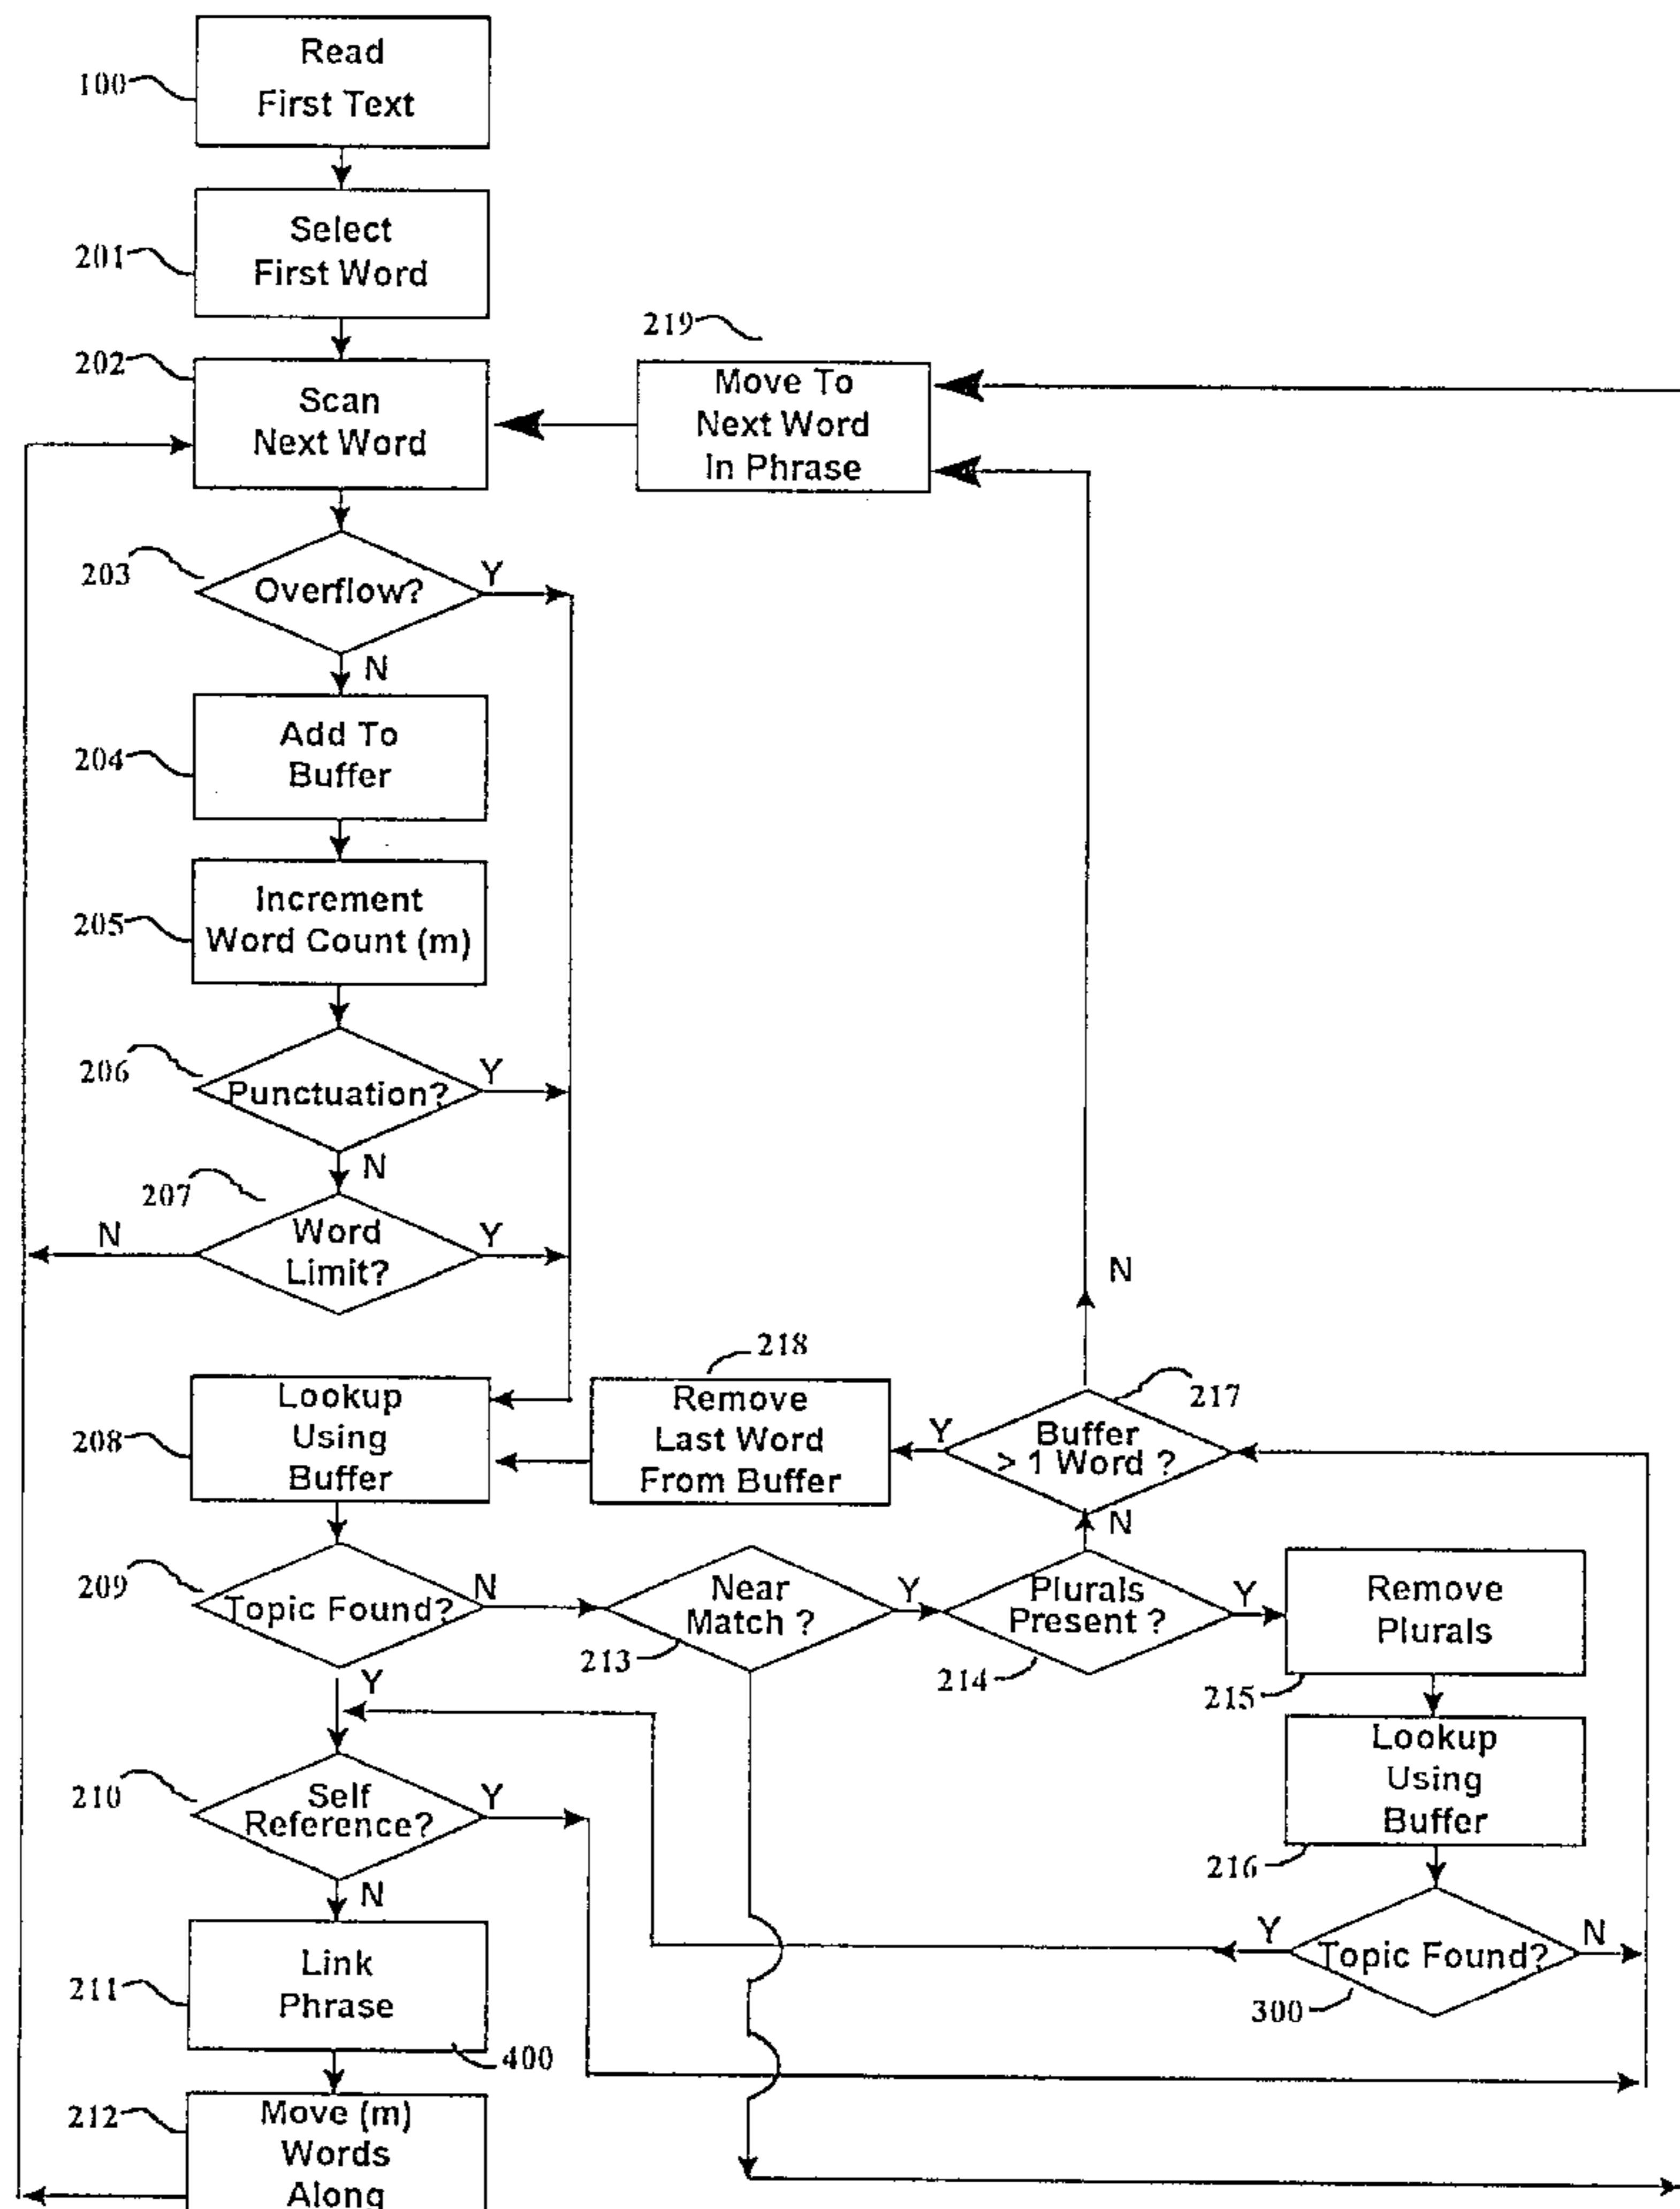 100
Read
First Text
201
Select
First Word
202
Scan
Next Word
219
Move To
Next Word
In Phrase
203
Overflow?
Y
N
204
Add To
Buffer
205
Increment
Word Count (m)
206
Punctuation?
Y
N
207
Word
Limit?
N
Y
208
Lookup
Using
Buffer
218
Remove
Last Word
From Buffer
217
Buffer
> 1 Word ?
Y
N
209
Topic Found?
N
Y
213
Near
Match ?
Y
214
Plurals
Present ?
N
Y
215
Remove
Plurals
216
Lookup
Using
Buffer
300
Topic Found?
Y
N
210
Self
Reference?
Y
N
211
Link
Phrase
400
212
Move (m)
Words
Along